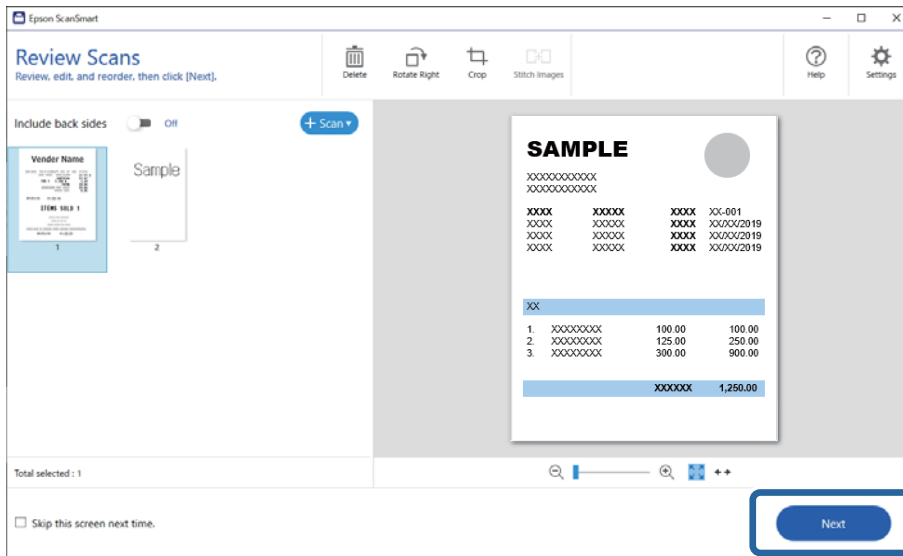 Epson ScanSmart
Review Scans
Review, edit, and reorder, then click [Next].
Delete
Rotate Right
Crop
Stitch Images
Help
Settings
Include back sides
Off
+ Scan
Vender Name
ITEMS SOLD 1
1
Sample
2
SAMPLE
XXXXXXXXXXX
XXXXXXXXXXX
XXXX XXXXX XXXX XX-001
XXXX XXXXX XXXX XX/XX/2019
XXXX XXXXX XXXX XX/XX/2019
XXXX XXXXX XXXX XX/XX/2019
XX
1. XXXXXXXX 100.00 100.00
2. XXXXXXXX 125.00 250.00
3. XXXXXXXX 300.00 900.00
XXXXXX 1,250.00
Total selected : 1
Skip this screen next time.
Next